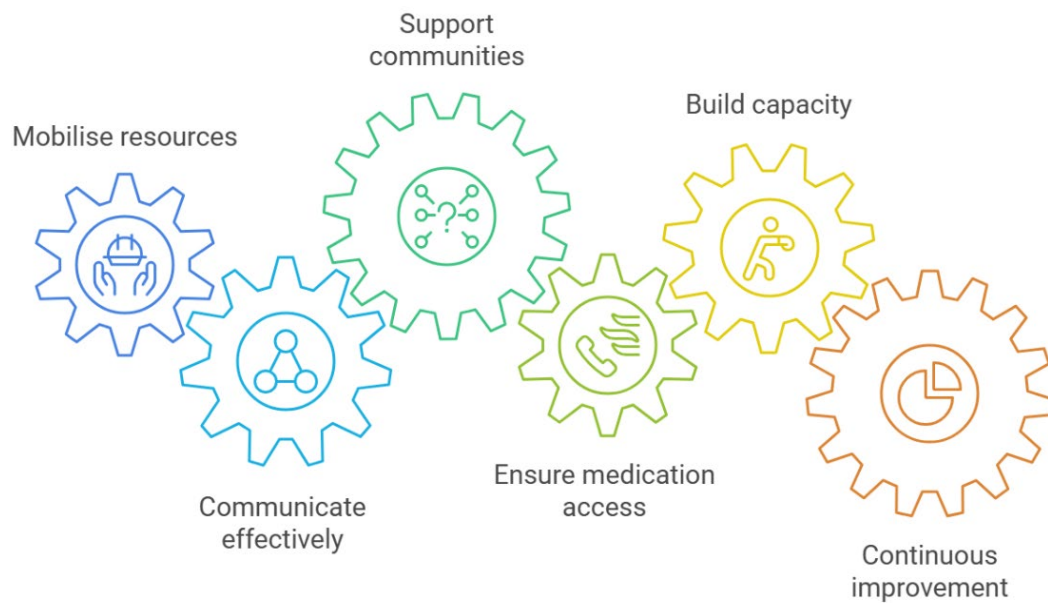 Support
communities
Build capacity
Mobilise resources
Ensure medication
access
Communicate
effectively
Continuous
improvement